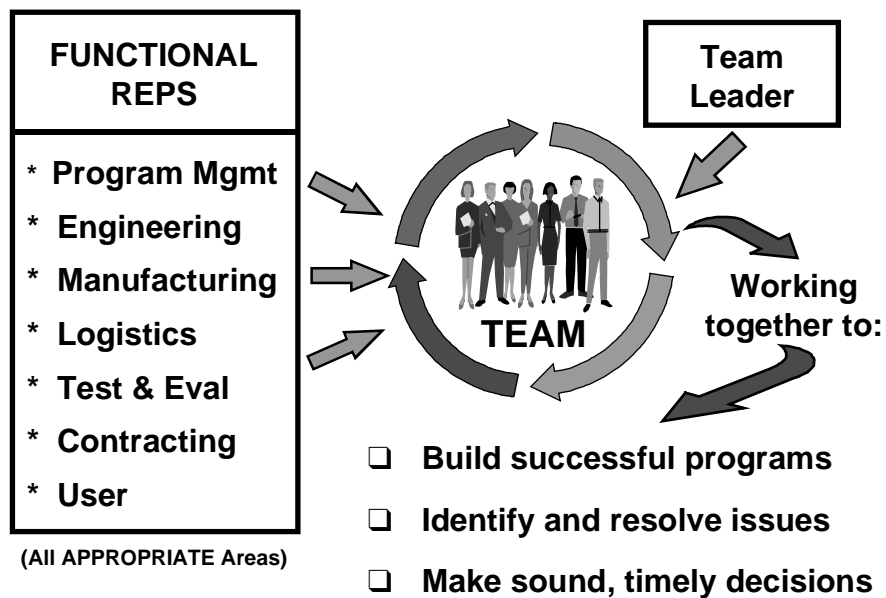 FUNCTIONAL
REPS
* Program Mgmt
* Engineering
* Manufacturing
* Logistics
* Test & Eval
* Contracting
* User
(All APPROPRIATE Areas)
Team
Leader
TEAM
Working
together to:
❑ Build successful programs
❑ Identify and resolve issues
❑ Make sound, timely decisions